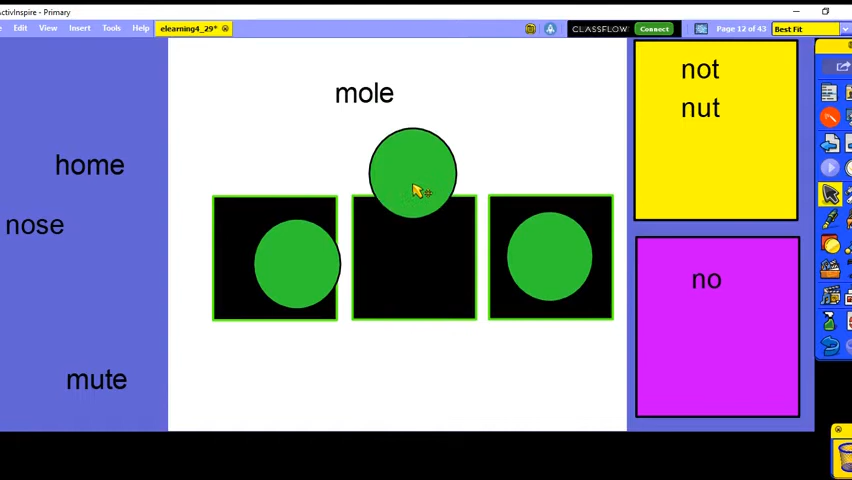 ActivInspire - Primary
Edit View Insert Tools Help
elearning4_29*
CLASSFLOW Connect
Page 12 of 43
Best Fit
mole
home
nose
mute
not
nut
no